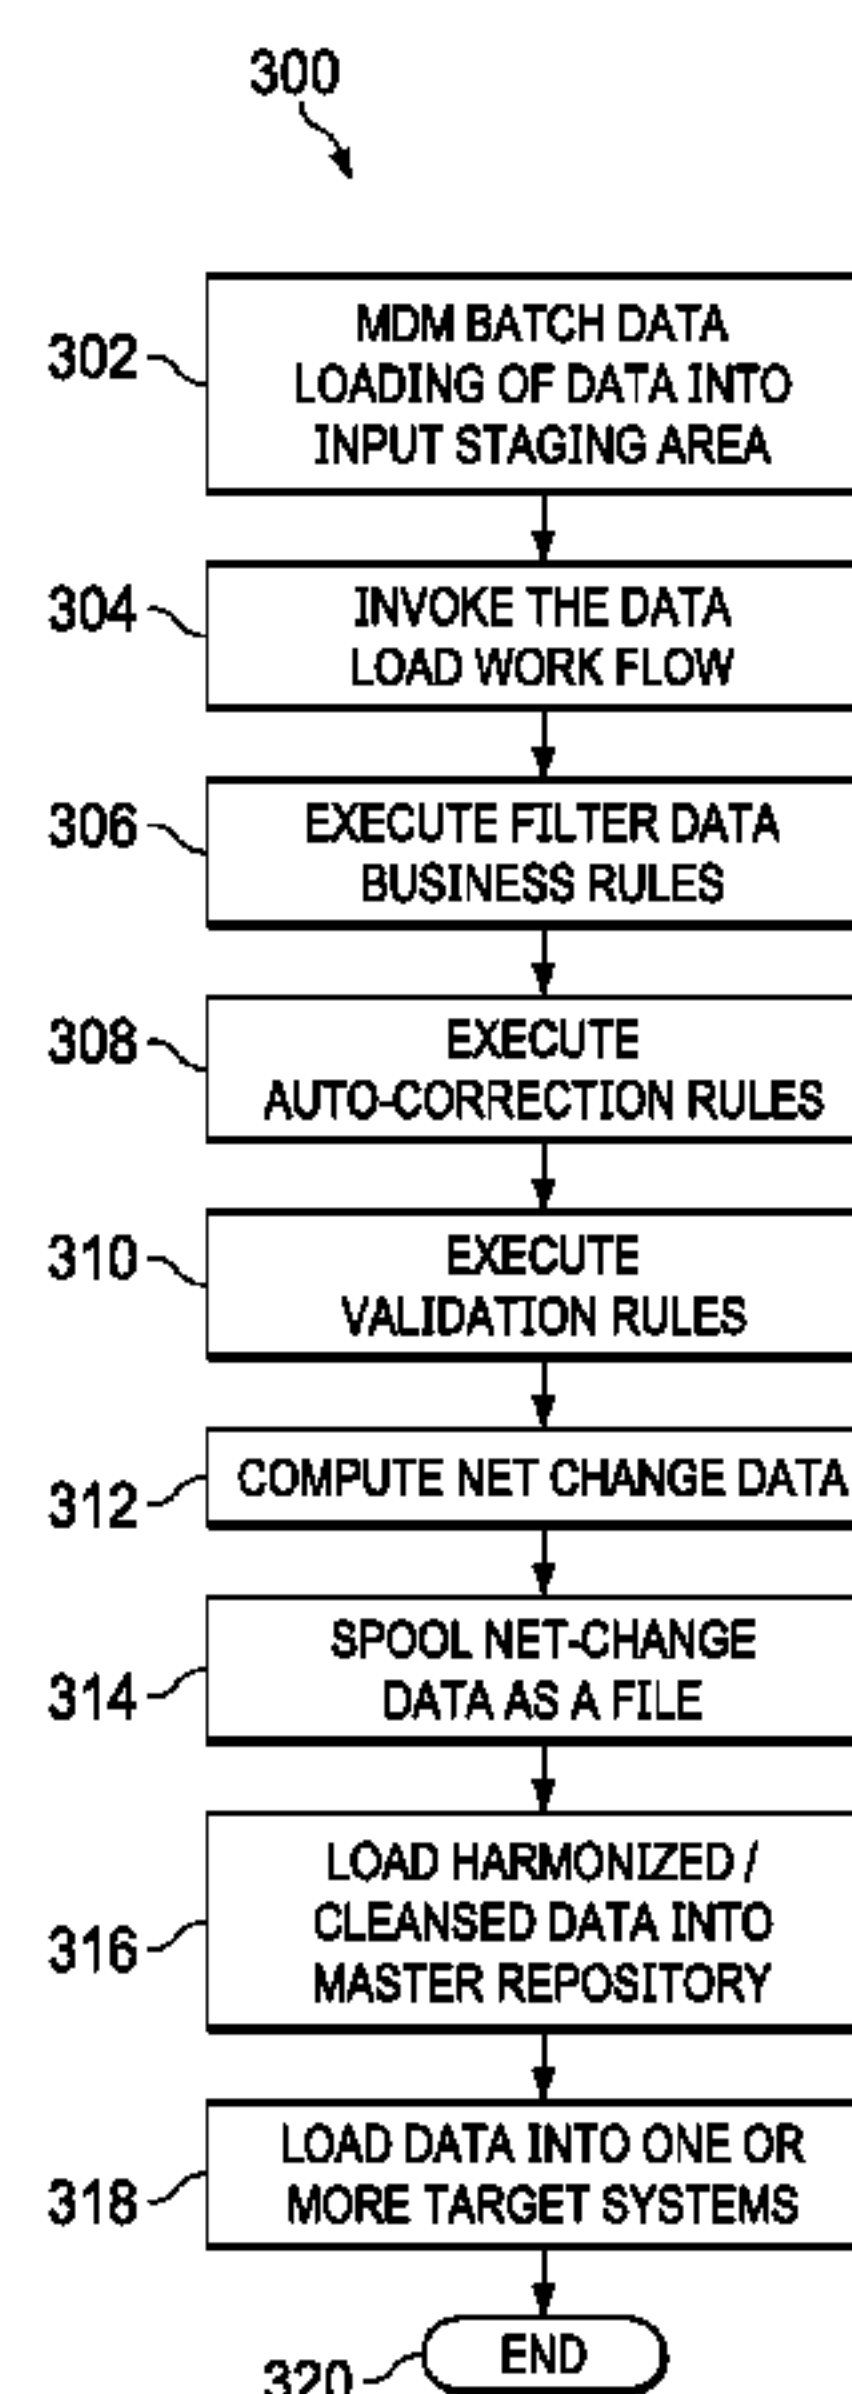 300
302
MDM BATCH DATA
LOADING OF DATA INTO
INPUT STAGING AREA
304
INVOKE THE DATA
LOAD WORK FLOW
306
EXECUTE FILTER DATA
BUSINESS RULES
308
EXECUTE
AUTO-CORRECTION RULES
310
EXECUTE
VALIDATION RULES
312
COMPUTE NET CHANGE DATA
314
SPOOL NET-CHANGE
DATA AS A FILE
316
LOAD HARMONIZED /
CLEANSED DATA INTO
MASTER REPOSITORY
318
LOAD DATA INTO ONE OR
MORE TARGET SYSTEMS
320
END